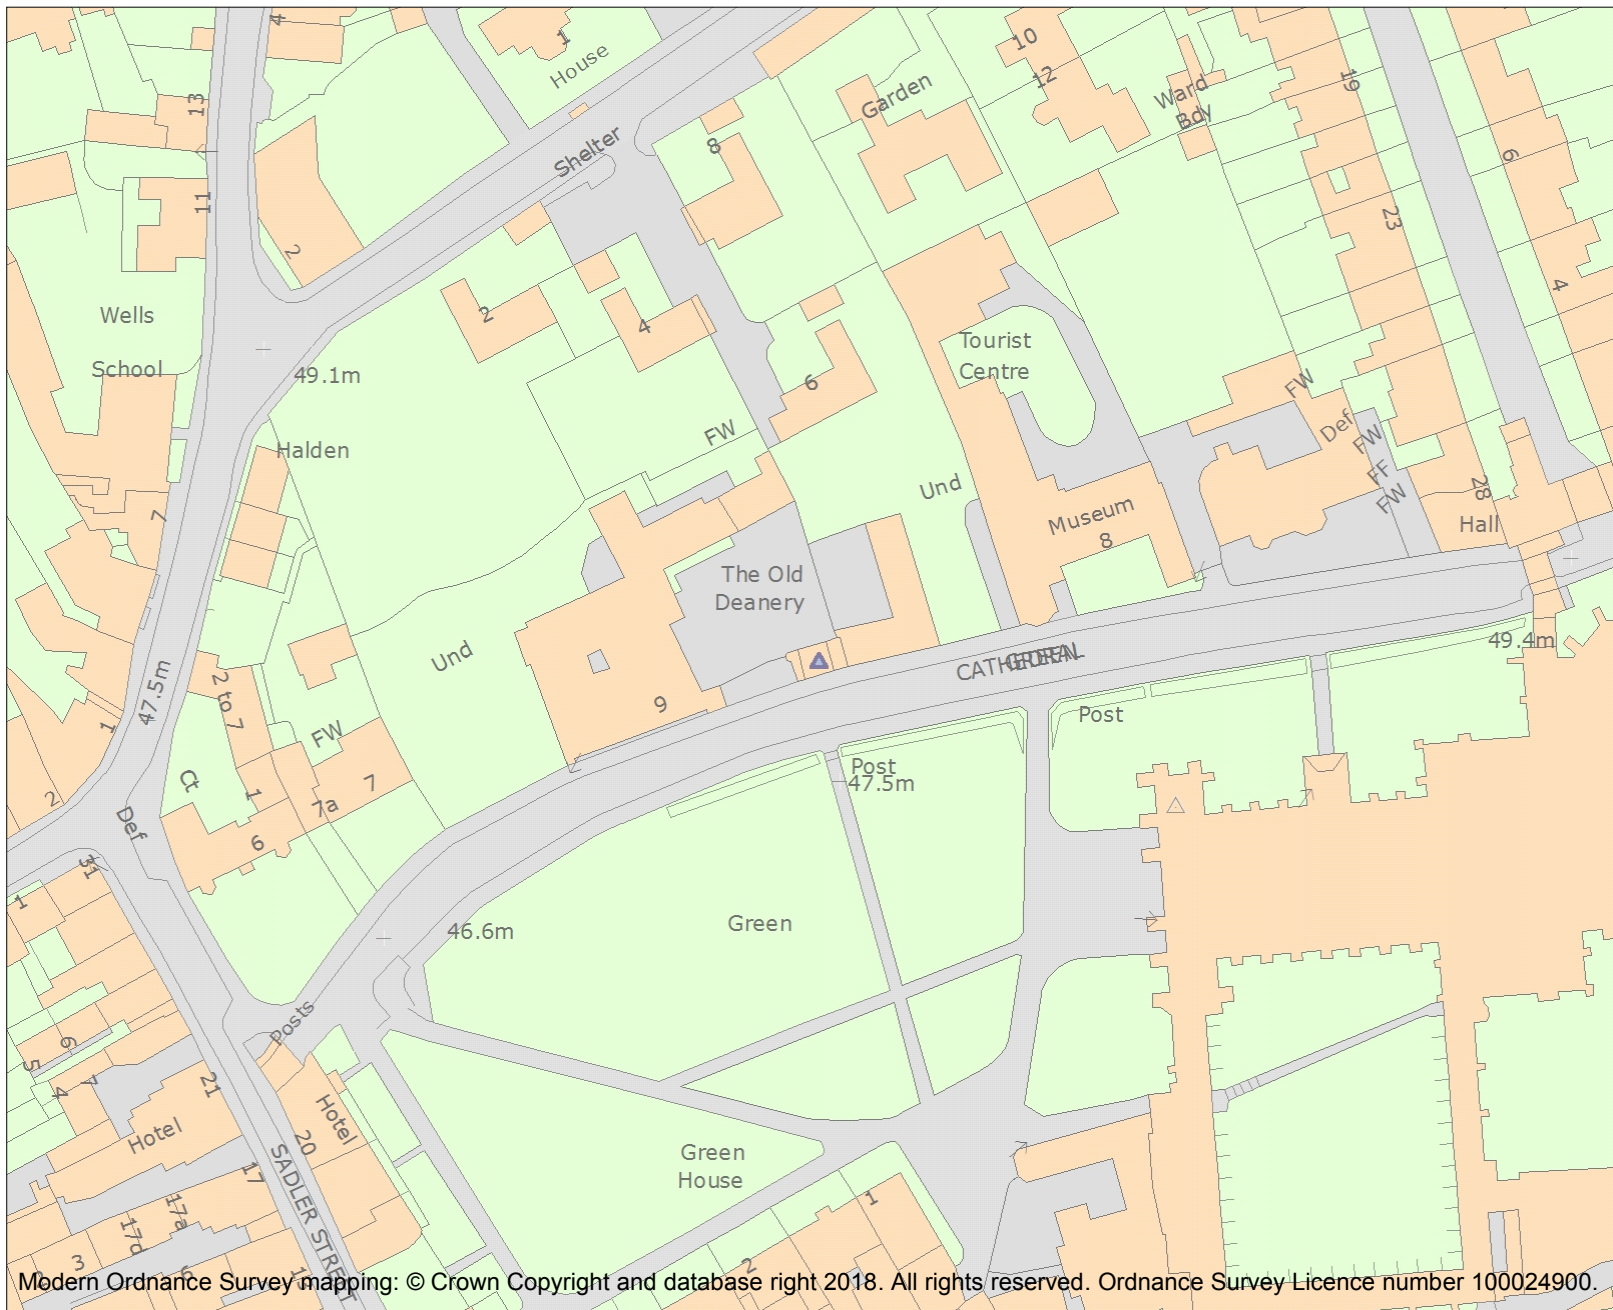 4
1
House
10
12
Garden
Ward
Bdy
19
13
Shelter
8
6
11
23
2
4
Wells
School
49.1m
2
4
6
Tourist
Centre
FW
Def
FW
FF
FW
FW
Halden
Und
7
Museum
8
28
Hall
The Old
Deanery
Und
9
CATHEDRAL
GREEN
49.4m
2 to 7
47.5m
1
FW
Post
Post
47.5m
Ct
1
7a
7
2
Def
6
31
1
Green
46.6m
Posts
6
5
4
7
21
Hotel
Hotel
20
17
17a
17d
3
6
SADLER STREET
Green
House
1
2
Modern Ordnance Survey mapping: © Crown Copyright and database right 2018. All rights reserved. Ordnance Survey Licence number 100024900.